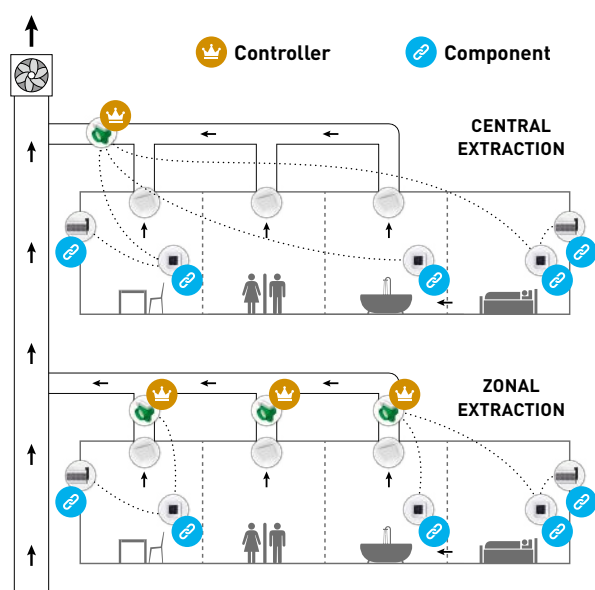 Controller
Component
CENTRAL
EXTRACTION
ZONAL
EXTRACTION